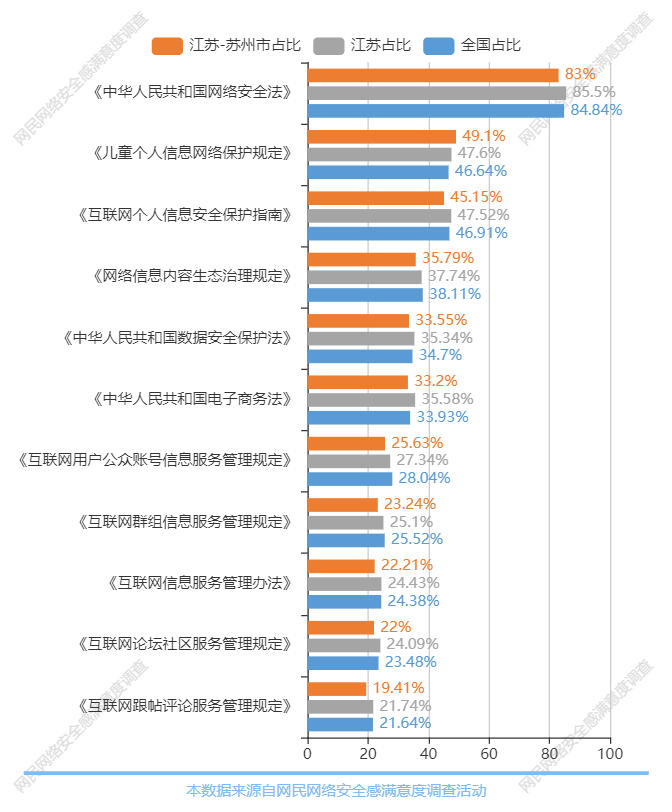 江苏-苏州市占比 江苏占比 全国占比
《中华人民共和国网络安全法》 83% 85.5% 84.84%
《儿童个人信息网络保护规定》 49.1% 47.6% 46.64%
《互联网个人信息安全保护指南》 45.15% 47.52% 46.91%
《网络信息内容生态治理规定》 35.79% 37.74% 38.11%
《中华人民共和国数据安全保护法》 33.55% 35.34% 34.7%
《中华人民共和国电子商务法》 33.2% 35.58% 33.93%
《互联网用户公众账号信息服务管理规定》 25.63% 27.34% 28.04%
《互联网群组信息服务管理规定》 23.24% 25.1% 25.52%
《互联网信息服务管理办法》 22.21% 24.43% 24.38%
《互联网论坛社区服务管理规定》 22% 24.09% 23.48%
《互联网跟帖评论服务管理规定》 19.41% 21.74% 21.64%
0 20 40 60 80 100
本数据来源自网民网络安全感满意度调查活动
网民网络安全感满意度调查
网民网络安全感满意度调查
网民网络安全感满意度调查
网民网络安全感满意度调查